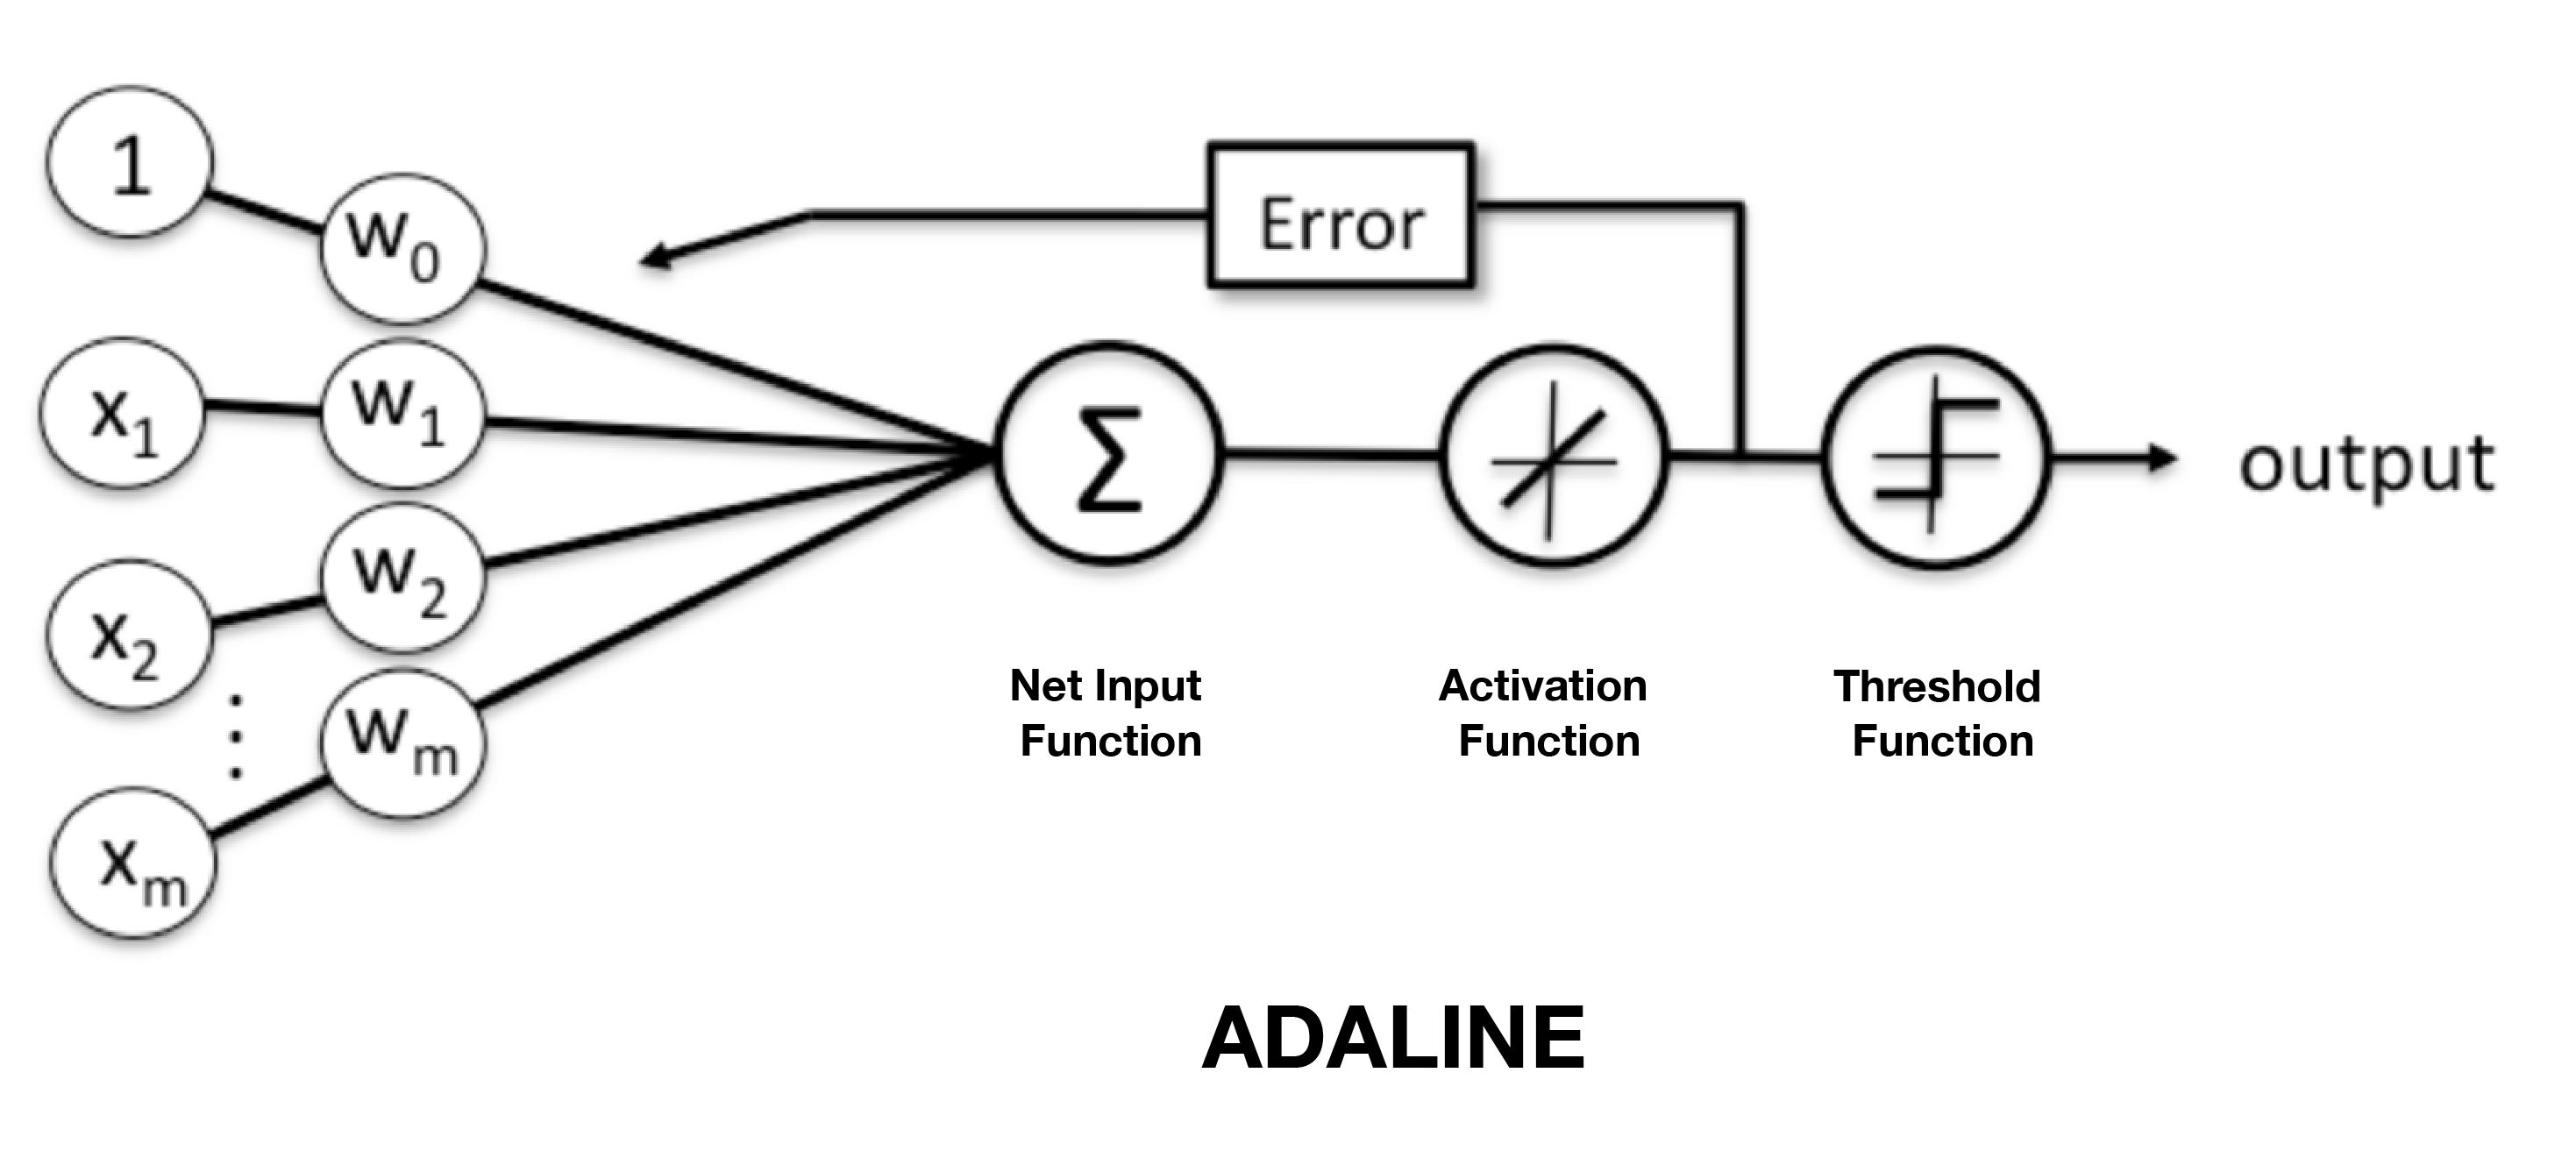 1
w0
Error
x1
w1
Σ
output
w2
x2
wm
xm
Net Input
Function
Activation
Function
Threshold
Function
ADALINE